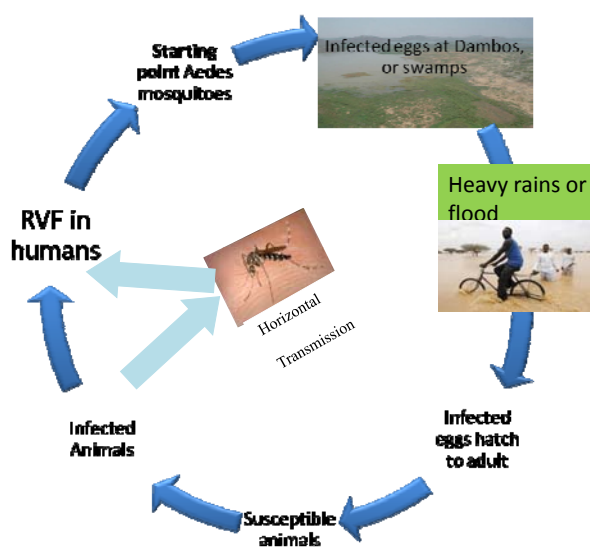 Starting
point Aedes
mosquitoes
Infected eggs at Dambos,
or swamps
Heavy rains or
flood
Infected
eggs hatch
to adult
Susceptible
animals
Infected
Animals
RVF in
humans
Horizontal
Transmission